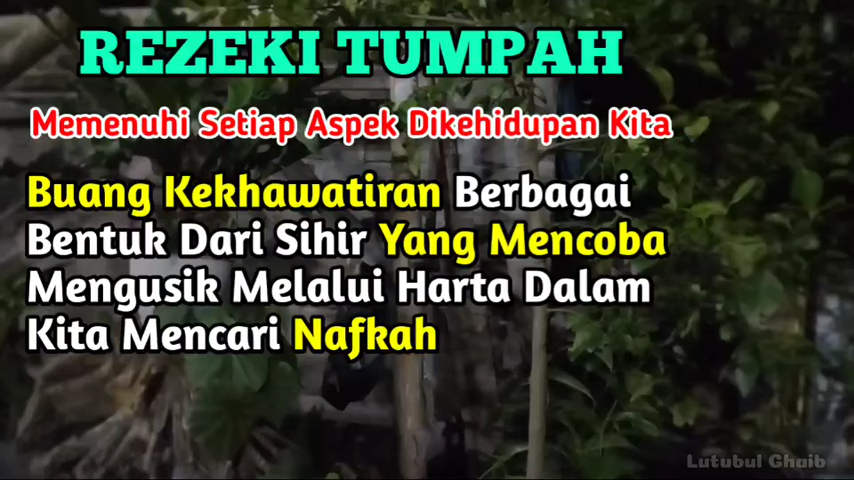 REZEKI TUMPAH
Memenuhi Setiap Aspek Dikehidupan Kita
Buang Kekhawatiran Berbagai
Bentuk Dari Sihir Yang Mencoba
Mengusik Melalui Harta Dalam
Kita Mencari Nafkah
Lutubul Ghaib